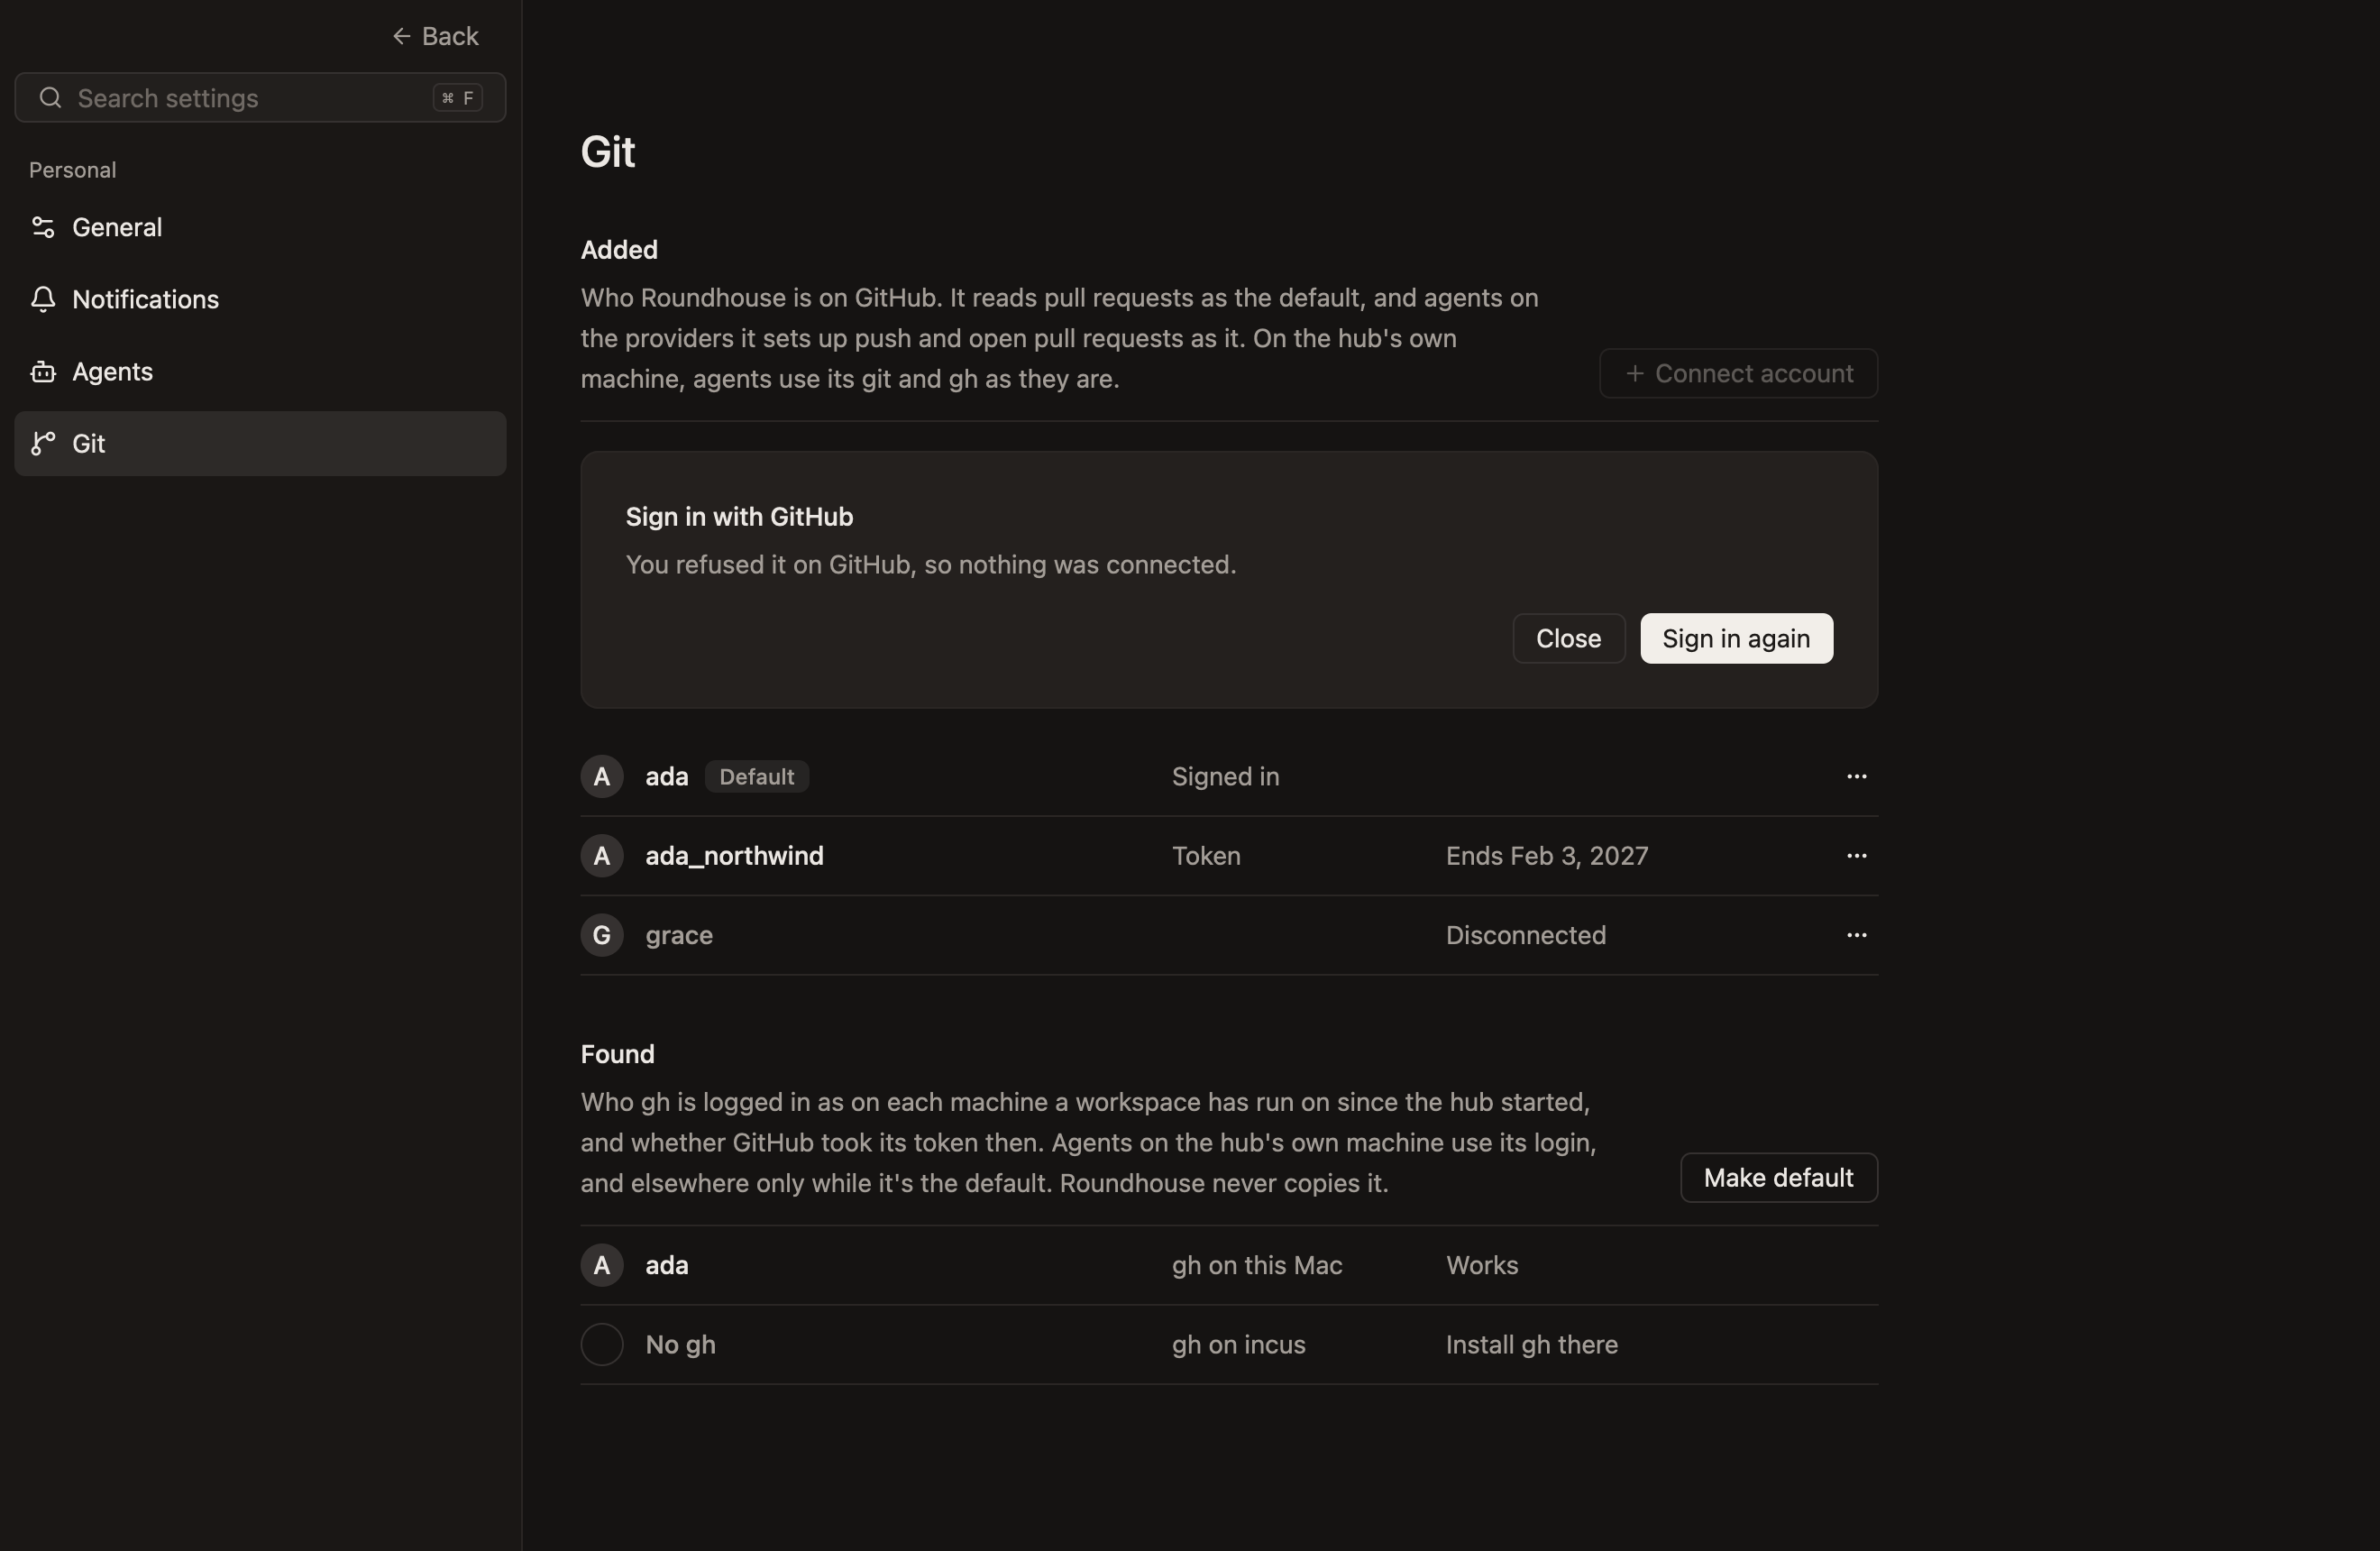 Back
Search settings
⌘ F
Personal
General
Notifications
Agents
Git
Git
Added
Who Roundhouse is on GitHub. It reads pull requests as the default, and agents on
the providers it sets up push and open pull requests as it. On the hub's own
machine, agents use its git and gh as they are.
Connect account
Sign in with GitHub
You refused it on GitHub, so nothing was connected.
Close
Sign in again
A ada Default Signed in
A ada_northwind Token Ends Feb 3, 2027
G grace Disconnected
Found
Who gh is logged in as on each machine a workspace has run on since the hub started,
and whether GitHub took its token then. Agents on the hub's own machine use its login,
and elsewhere only while it's the default. Roundhouse never copies it.
Make default
A ada gh on this Mac Works
No gh gh on incus Install gh there